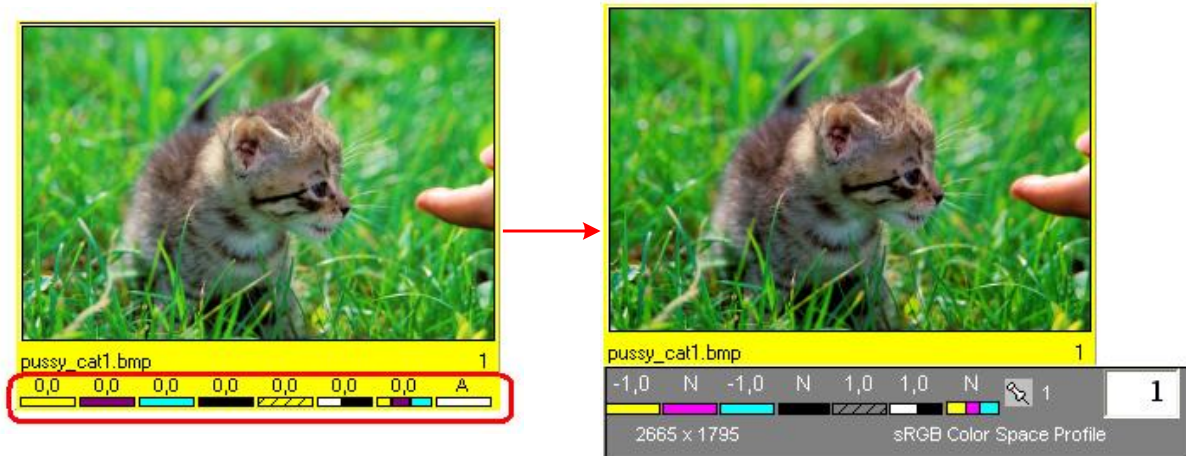 pussy_cat1.bmp 1
0,0 0,0 0,0 0,0 0,0 0,0 0,0 A
pussy_cat1.bmp 1
-1,0 N -1,0 N 1,0 1,0 N 1 1
2665 x 1795 sRGB Color Space Profile